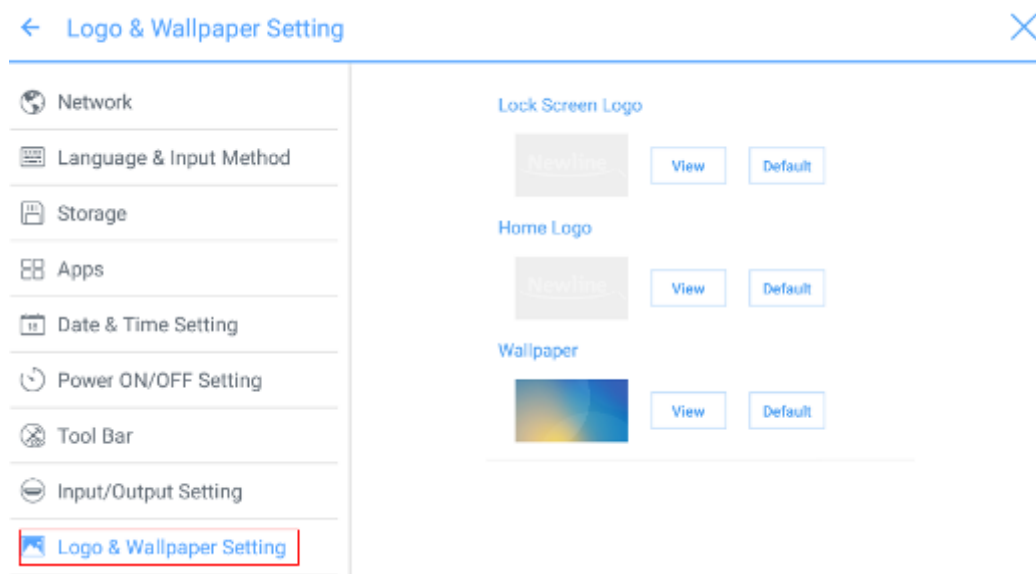 Logo & Wallpaper Setting
Network
Language & Input Method
Storage
Apps
Date & Time Setting
Power ON/OFF Setting
Tool Bar
Input/Output Setting
Logo & Wallpaper Setting
Lock Screen Logo
Newline
View
Default
Home Logo
Newline
View
Default
Wallpaper
View
Default